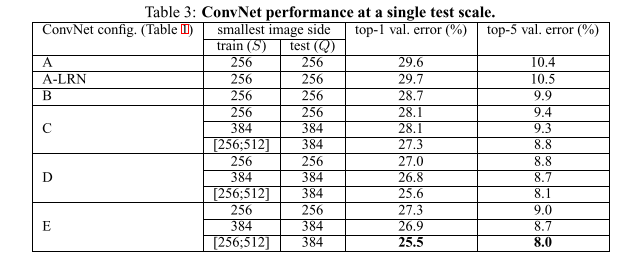 Table 3: ConvNet performance at a single test scale.
ConvNet config. (Table 1) smallest image side top-1 val. error (%) top-5 val. error (%)
train (S) test (Q)
A 256 256 29.6 10.4
A-LRN 256 256 29.7 10.5
B 256 256 28.7 9.9
256 256 28.1 9.4
C 384 384 28.1 9.3
[256;512] 384 27.3 8.8
256 256 27.0 8.8
D 384 384 26.8 8.7
[256;512] 384 25.6 8.1
256 256 27.3 9.0
E 384 384 26.9 8.7
[256;512] 384 25.5 8.0